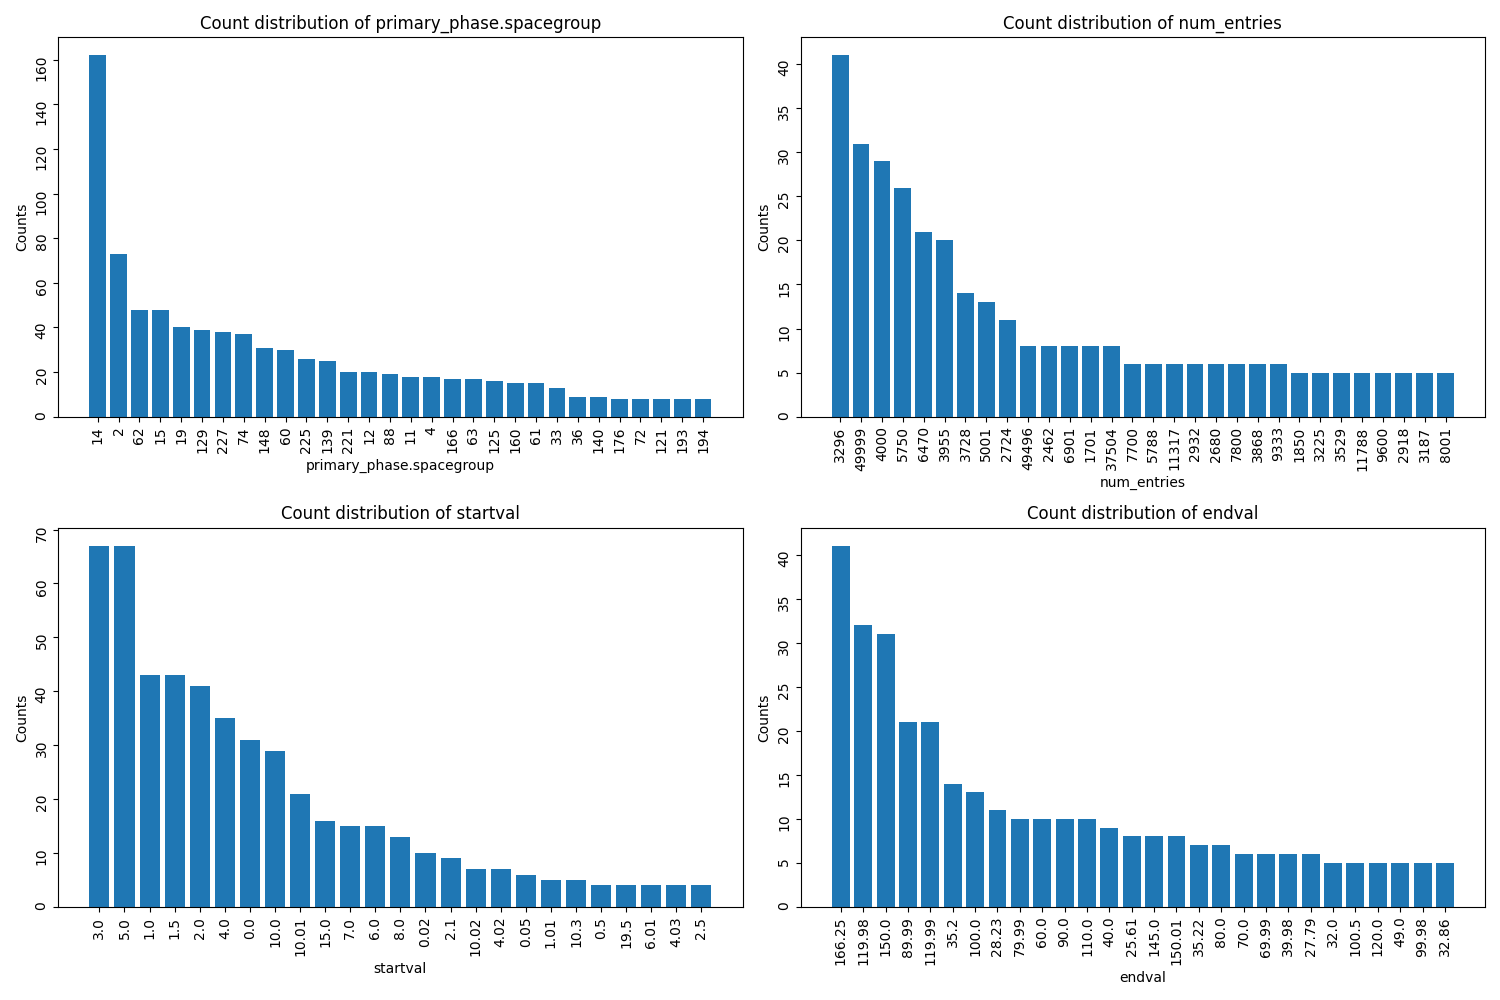 Count distribution of primary_phase.spacegroup
Counts
0 20 40 60 80 100 120 140 160
14 2 62 15 19 129 227 74 148 60 225 139 221 12 88 11 4 166 63 125 160 61 33 36 140 176 72 121 193 194
primary_phase.spacegroup
Count distribution of num_entries
Counts
0 5 10 15 20 25 30 35 40
3296 49999 4000 5750 6470 3955 3728 5001 2724 49496 2462 6901 1701 37504 7700 5788 11317 2932 2680 7800 3868 9333 1850 3225 3529 11788 9600 2918 3187 8001
num_entries
Count distribution of startval
Counts
0 10 20 30 40 50 60 70
3.0 5.0 1.0 1.5 2.0 4.0 0.0 10.0 10.01 15.0 7.0 6.0 8.0 0.02 2.1 10.02 4.02 0.05 1.01 10.3 0.5 19.5 6.01 4.03 2.5
startval
Count distribution of endval
Counts
0 5 10 15 20 25 30 35 40
166.25 119.98 150.0 89.99 119.99 35.2 100.0 28.23 79.99 60.0 90.0 110.0 40.0 25.61 145.0 150.01 35.22 80.0 70.0 69.99 39.98 27.79 32.0 100.5 120.0 49.0 99.98 32.86
endval